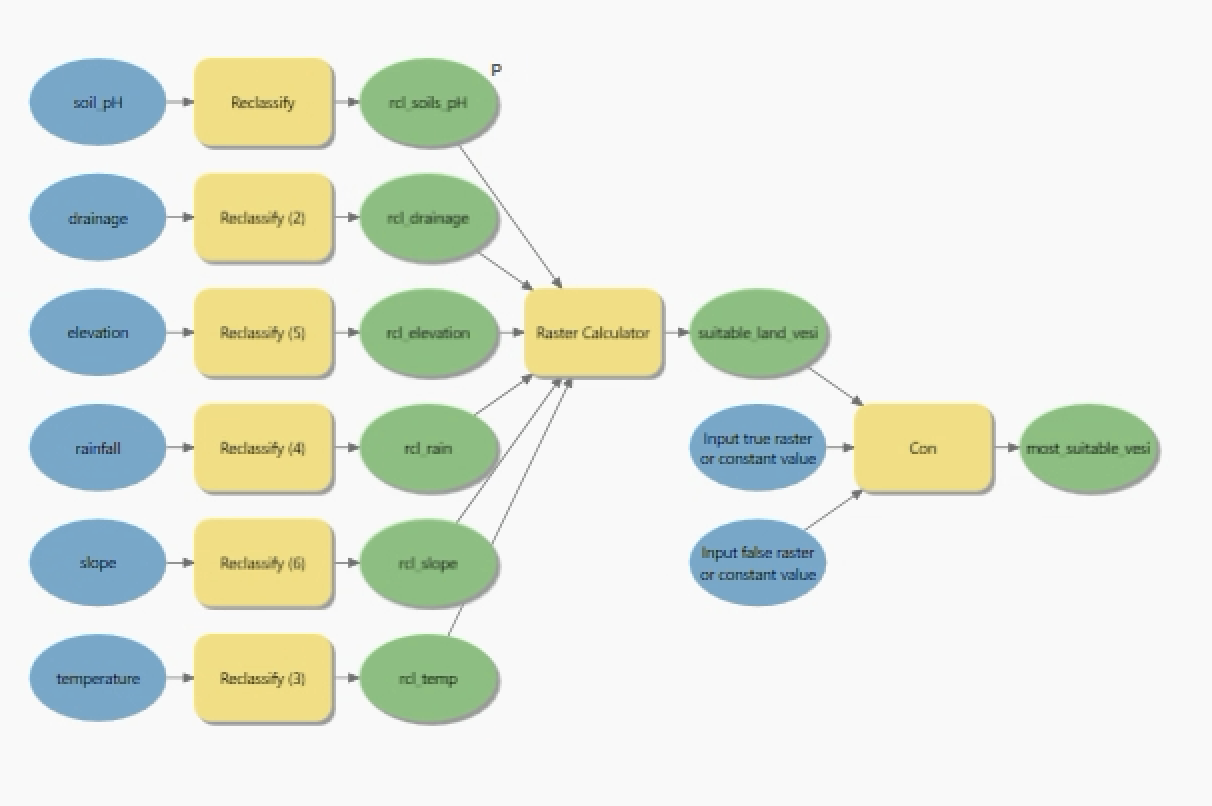 P
soil_pH
Reclassify
rcl_soils_pH
drainage
Reclassify (2)
rcl_drainage
elevation
Reclassify (5)
rcl_elevation
Raster Calculator
suitable_land_vesi
rainfall
Reclassify (4)
rcl_rain
Input true raster
or constant value
Con
most_suitable_vesi
slope
Reclassify (6)
rcl_slope
Input false raster
or constant value
temperature
Reclassify (3)
rcl_temp